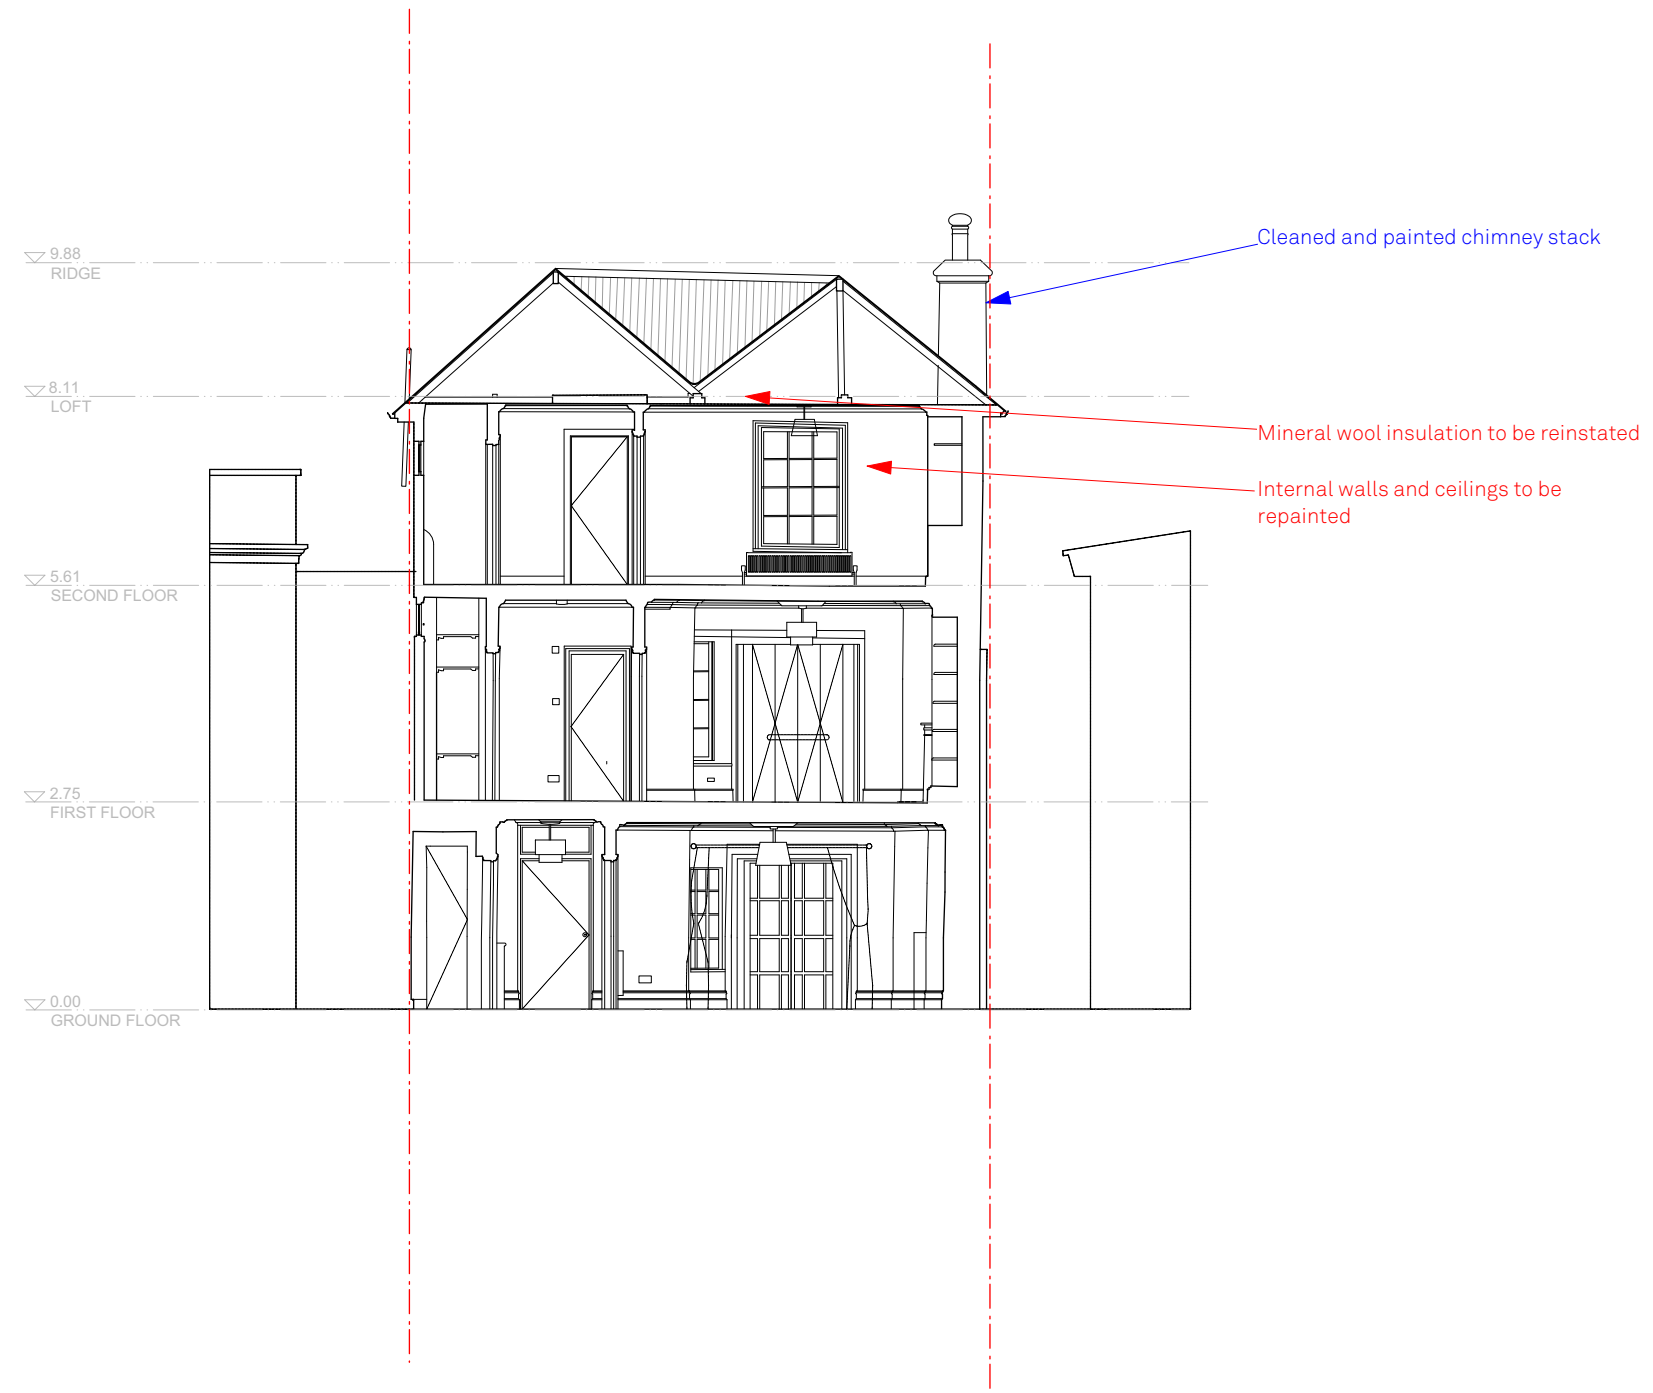 Cleaned and painted chimney stack
9.88
RIDGE
8.11
LOFT
Mineral wool insulation to be reinstated
Internal walls and ceilings to be
repainted
5.61
SECOND FLOOR
2.75
FIRST FLOOR
0.00
GROUND FLOOR